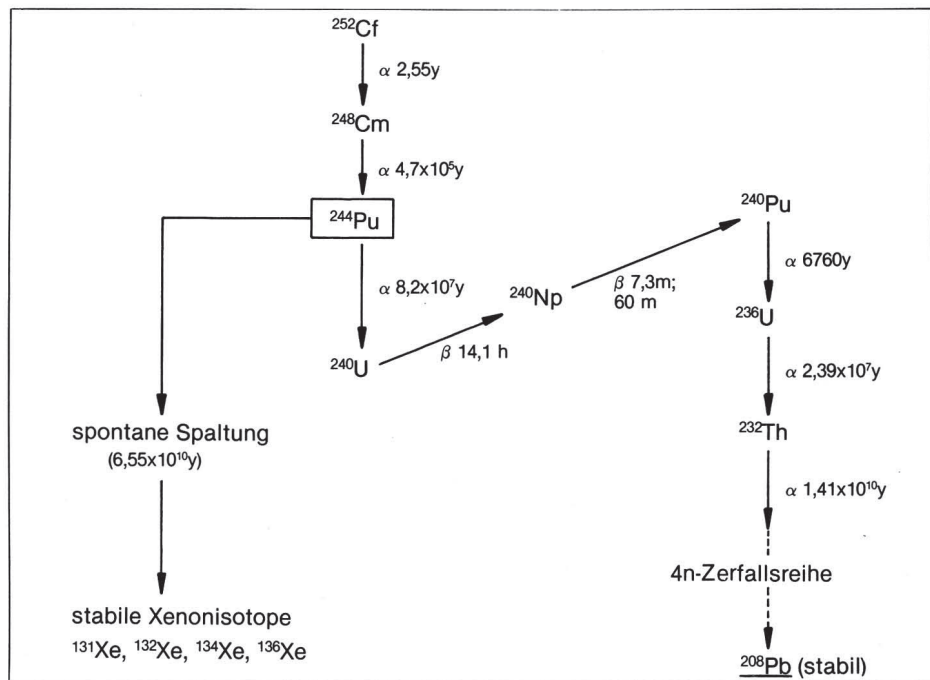 ²⁵²Cf
α 2,55y
²⁴⁸Cm
α 4,7x10⁵y
²⁴⁴Pu
α 8,2x10⁷y
²⁴⁰U
β 14,1 h
²⁴⁰Np
β 7,3m;
60 m
²⁴⁰Pu
α 6760y
²³⁶U
α 2,39x10⁷y
²³²Th
α 1,41x10¹⁰y
4n-Zerfallsreihe
²⁰⁸Pb (stabil)
spontane Spaltung
(6,55x10¹⁰y)
stabile Xenonisotope
¹³¹Xe, ¹³²Xe, ¹³⁴Xe, ¹³⁶Xe